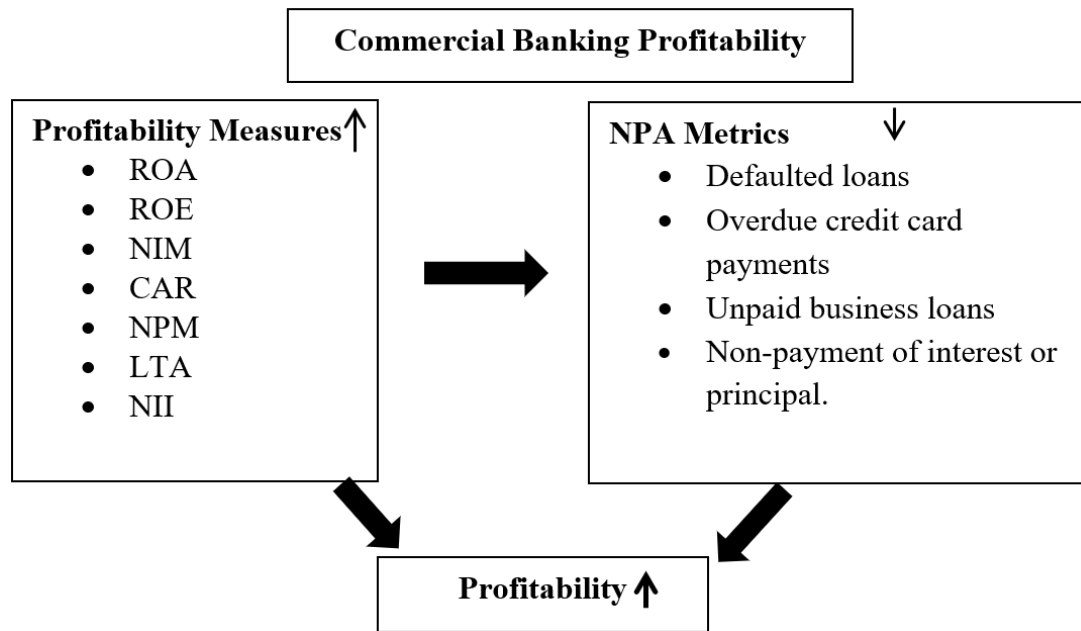 Commercial Banking Profitability
Profitability Measures
• ROA
• ROE
• NIM
• CAR
• NPM
• LTA
• NII
NPA Metrics
• Defaulted loans
• Overdue credit card
payments
• Unpaid business loans
• Non-payment of interest or
principal.
Profitability